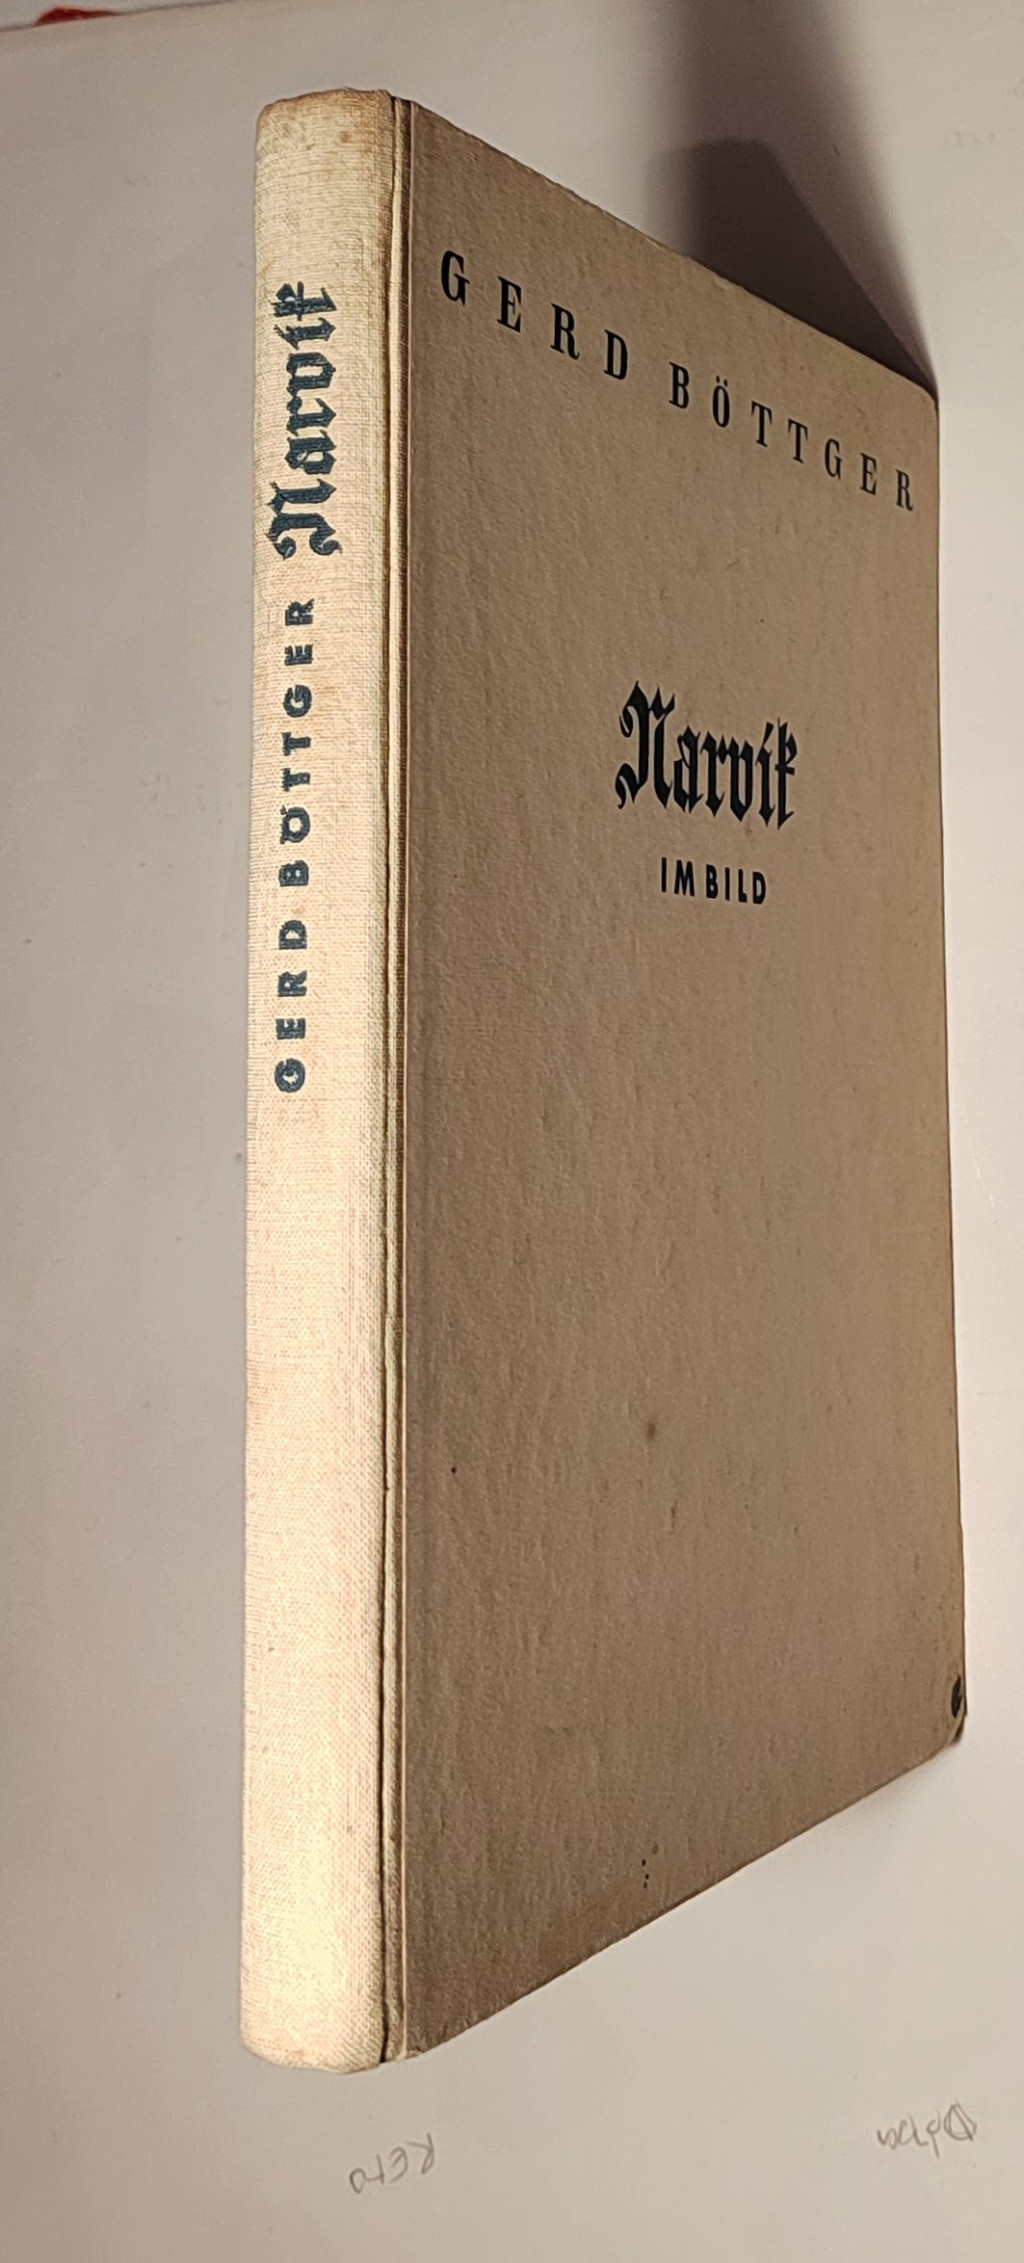 GERD BÖTTGER Narvik
GERD BÖTTGER
Narvik
IM BILD